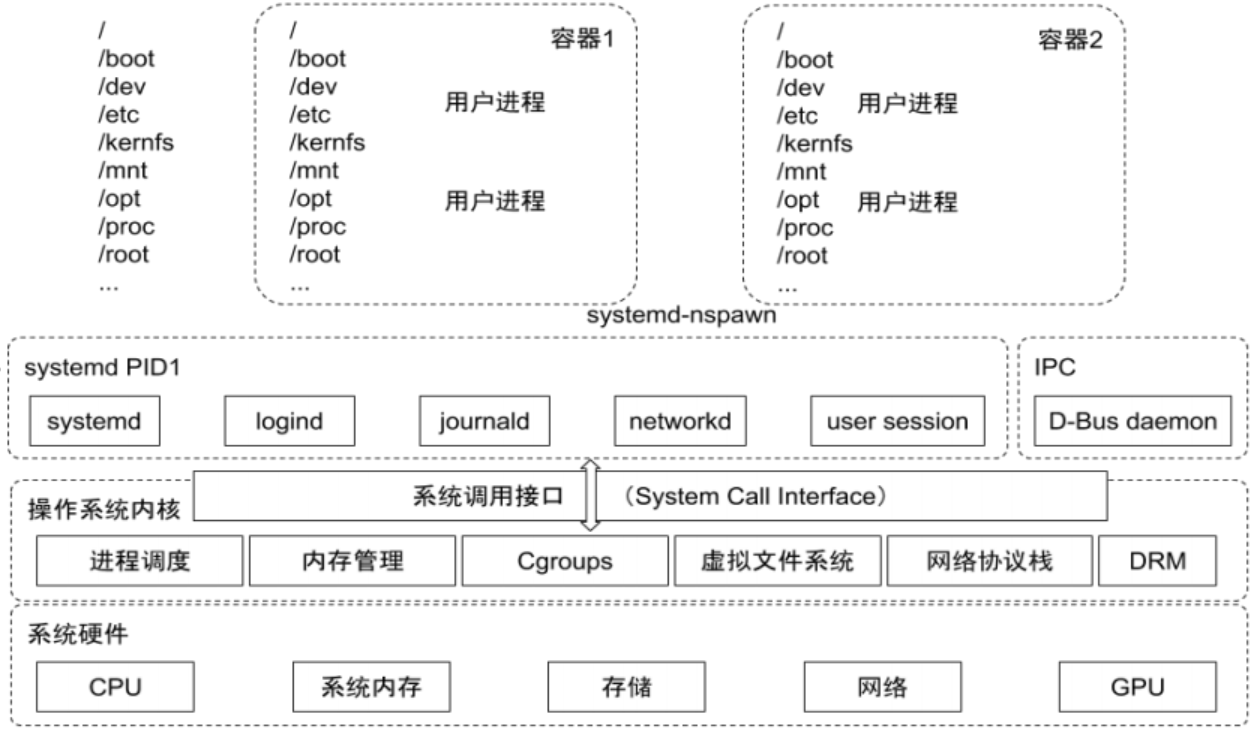 /
/boot
/dev
/etc
/kernfs
/mnt
/opt
/proc
/root
...
容器1
/
/boot
/dev
/etc
/kernfs
/mnt
/opt
/proc
/root
...
用户进程
用户进程
容器2
/
/boot
/dev
/etc
/kernfs
/mnt
/opt
/proc
/root
...
用户进程
用户进程
systemd-nspawn
systemd PID1
systemd
logind
journald
networkd
user session
IPC
D-Bus daemon
系统调用接口 （System Call Interface）
操作系统内核
进程调度
内存管理
Cgroups
虚拟文件系统
网络协议栈
DRM
系统硬件
CPU
系统内存
存储
网络
GPU